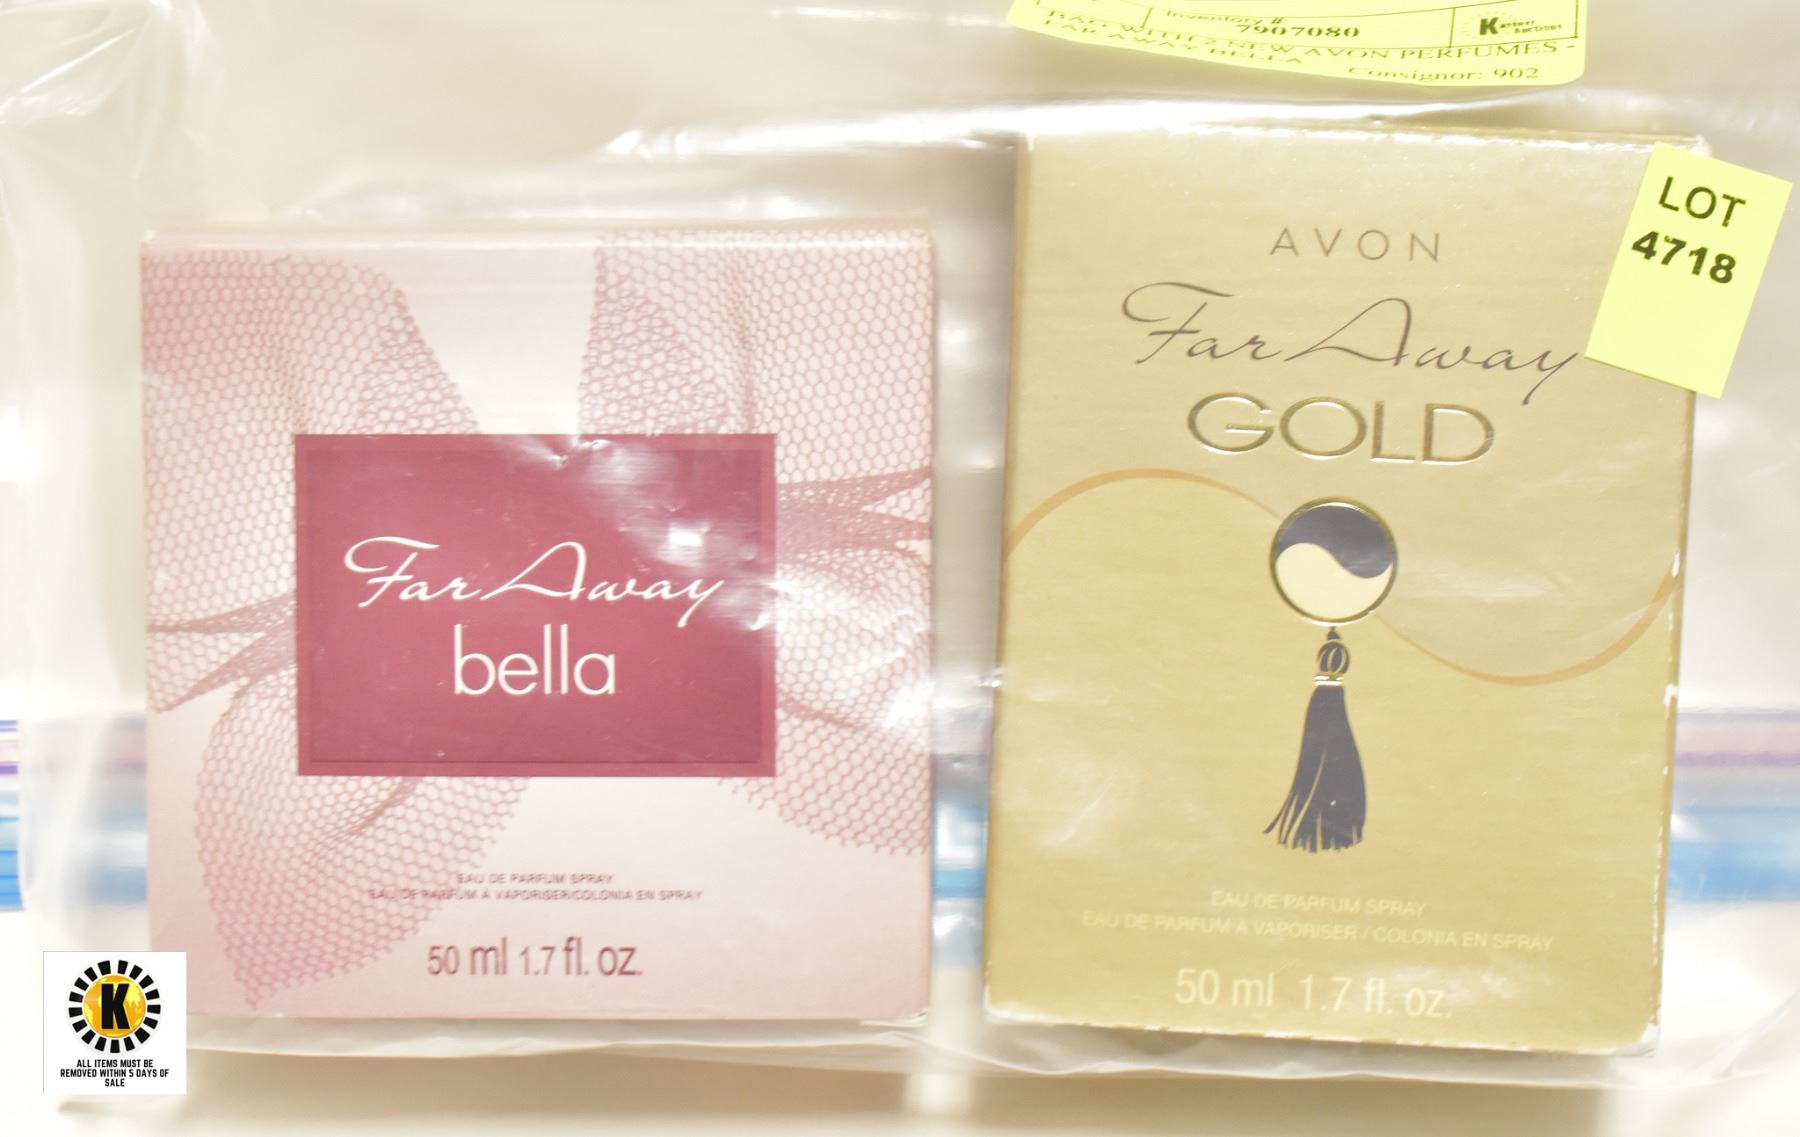 Inventory #
7907080
Kastner
Auctions
BAG WITH 2 NEW AVON PERFUMES -
FAR AWAY BELLA
Consignor: 902
LOT
4718
AVON
Far Away
GOLD
EAU DE PARFUM SPRAY
EAU DE PARFUM À VAPORISER / COLONIA EN SPRAY
50 ml 1.7 fl. oz.
Far Away
bella
EAU DE PARFUM SPRAY
EAU DE PARFUM À VAPORISER/COLONIA EN SPRAY
50 ml 1.7 fl. oz.
K
ALL ITEMS MUST BE
REMOVED WITHIN 5 DAYS OF
SALE